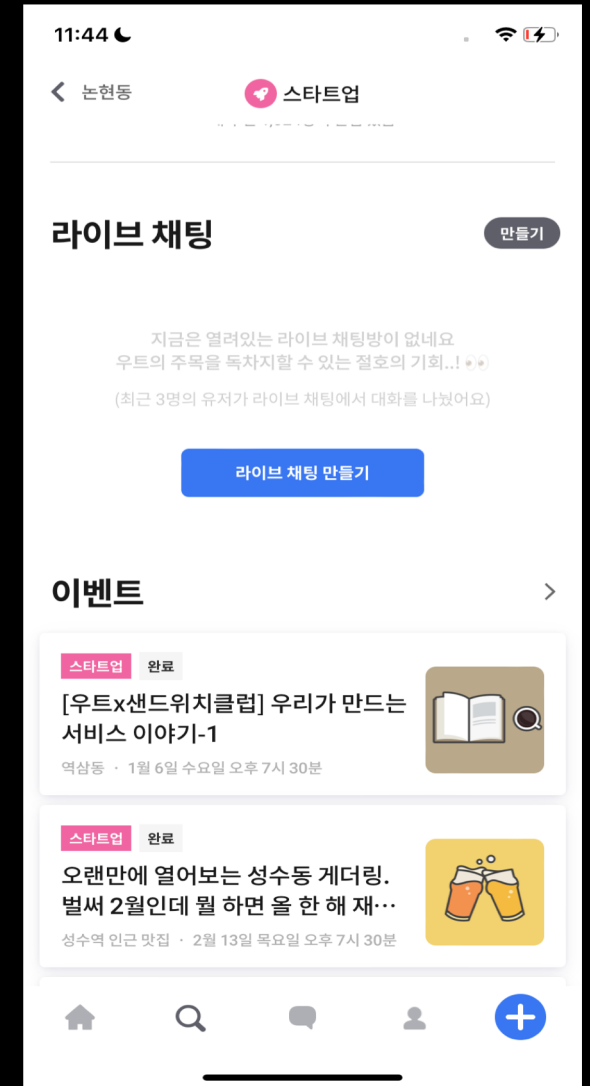 11:44
논현동
스타트업
라이브 채팅
만들기
지금은 열려있는 라이브 채팅방이 없네요
우트의 주목을 독차지할 수 있는 절호의 기회..! 👀
(최근 3명의 유저가 라이브 채팅에서 대화를 나눴어요)
라이브 채팅 만들기
이벤트
스타트업 완료
[우트x샌드위치클럽] 우리가 만드는
서비스 이야기-1
역삼동 · 1월 6일 수요일 오후 7시 30분
스타트업 완료
오랜만에 열어보는 성수동 게더링.
벌써 2월인데 뭘 하면 올 한 해 재…
성수역 인근 맛집 · 2월 13일 목요일 오후 7시 30분